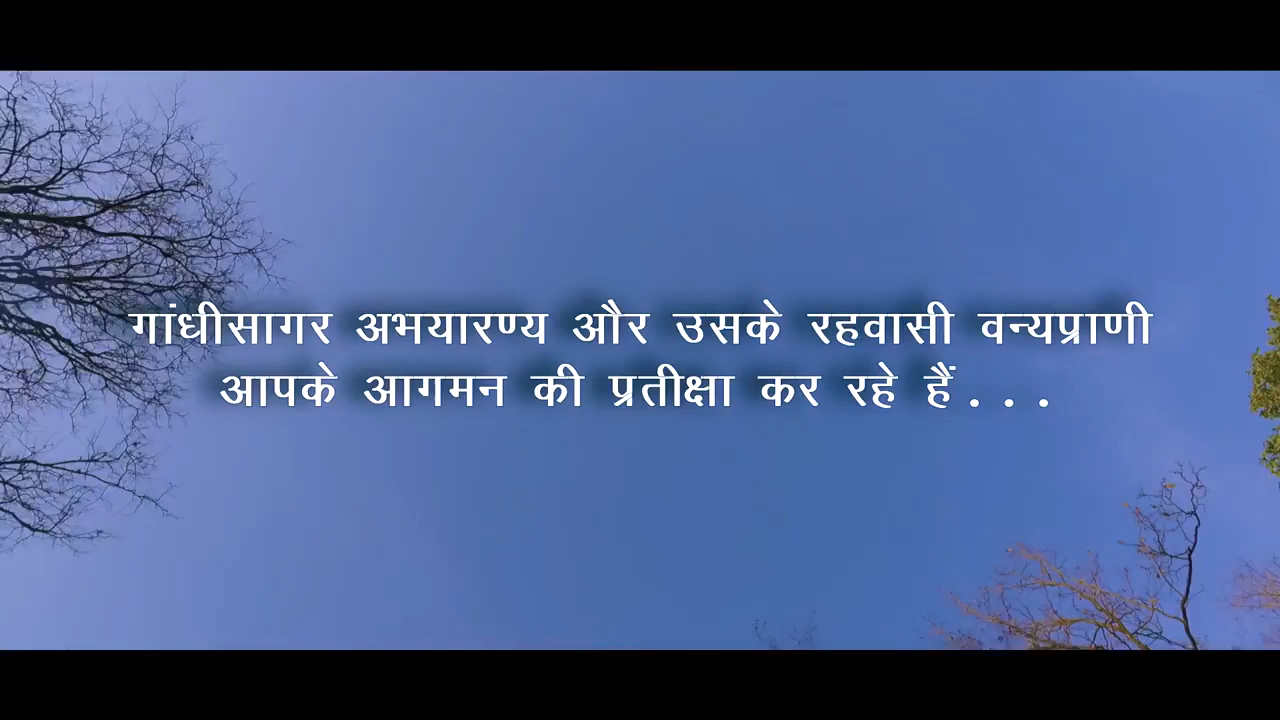 गांधीसागर अभयारण्य और उसके रहवासी वन्यप्राणी
आपके आगमन की प्रतीक्षा कर रहे हैं . . .